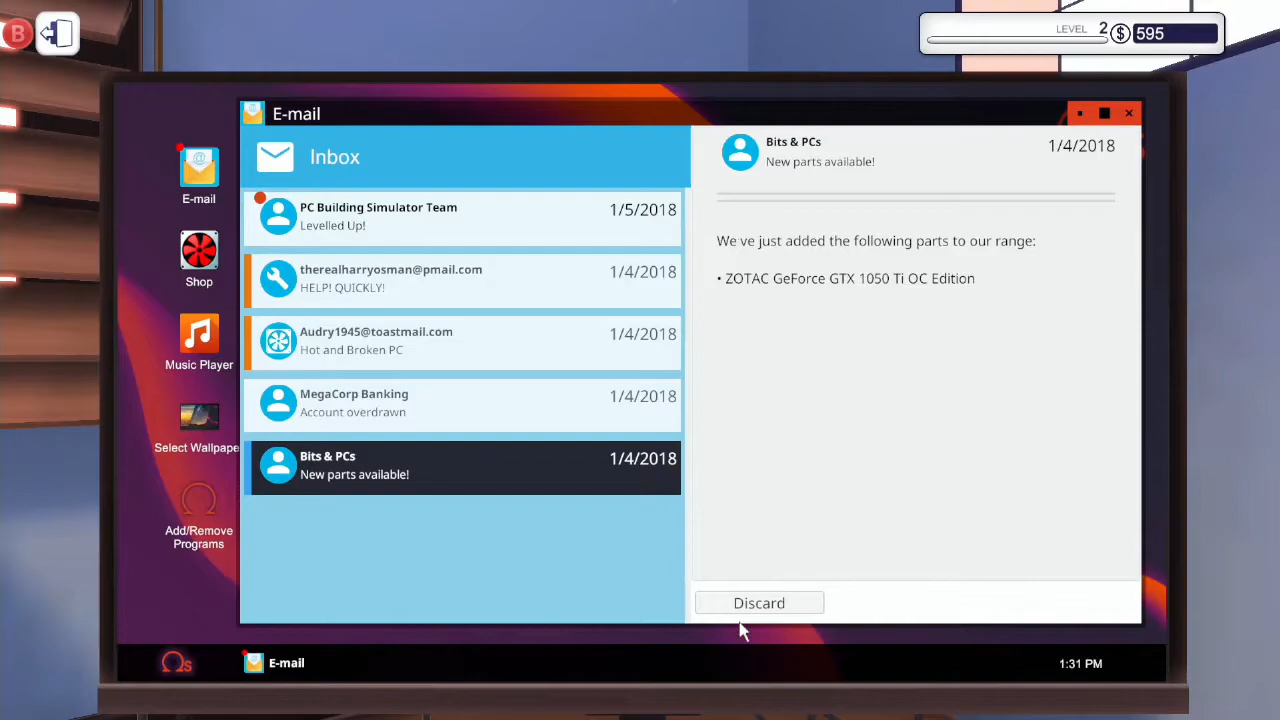 B
LEVEL 2
$ 595
E-mail
Inbox
PC Building Simulator Team
1/5/2018
Levelled Up!
therealharryosman@pmail.com
1/4/2018
HELP! QUICKLY!
Audry1945@toastmail.com
1/4/2018
Hot and Broken PC
MegaCorp Banking
1/4/2018
Account overdrawn
Bits & PCs
1/4/2018
New parts available!
Bits & PCs
1/4/2018
New parts available!
We ve just added the following parts to our range:
• ZOTAC GeForce GTX 1050 Ti OC Edition
Discard
E-mail
Shop
Music Player
Select Wallpape
Add/Remove
Programs
Ωs
E-mail
1:31 PM